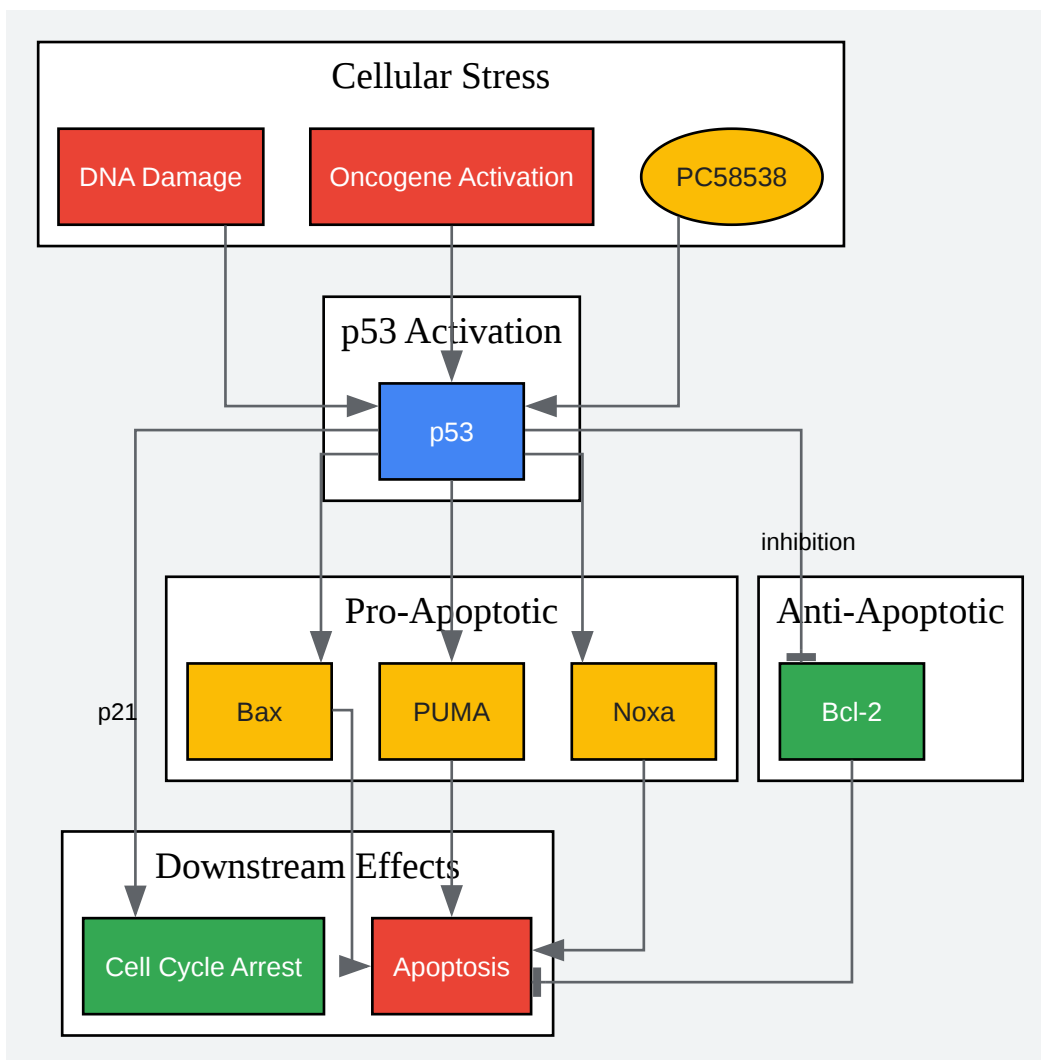 Cellular Stress
DNA Damage
Oncogene Activation
PC58538
p53 Activation
p53
inhibition
Pro-Apoptotic
Anti-Apoptotic
p21
Bax
PUMA
Noxa
Bcl-2
Downstream Effects
Cell Cycle Arrest
Apoptosis